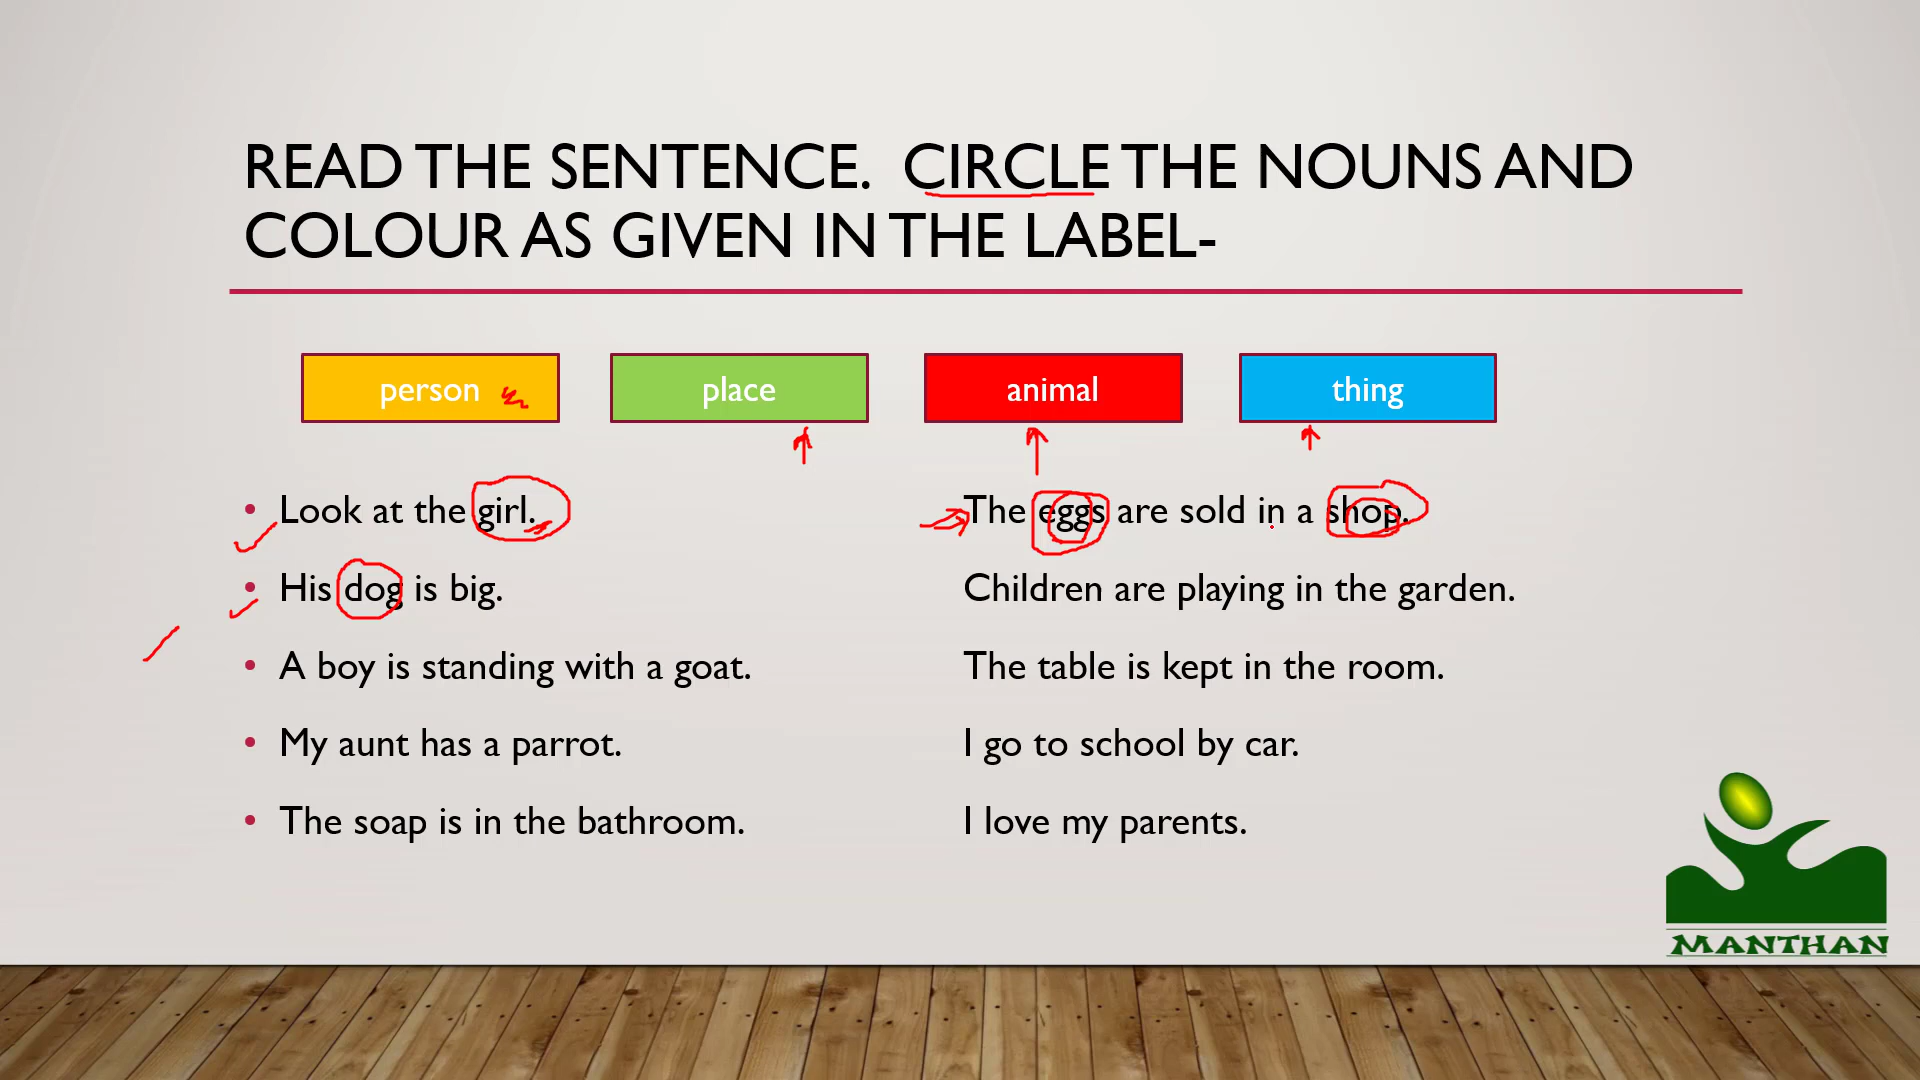 READ THE SENTENCE. CIRCLE THE NOUNS AND
COLOUR AS GIVEN IN THE LABEL-
person
place
animal
thing
• Look at the girl.
• His dog is big.
• A boy is standing with a goat.
• My aunt has a parrot.
• The soap is in the bathroom.
The eggs are sold in a shop.
Children are playing in the garden.
The table is kept in the room.
I go to school by car.
I love my parents.
MANTHAN